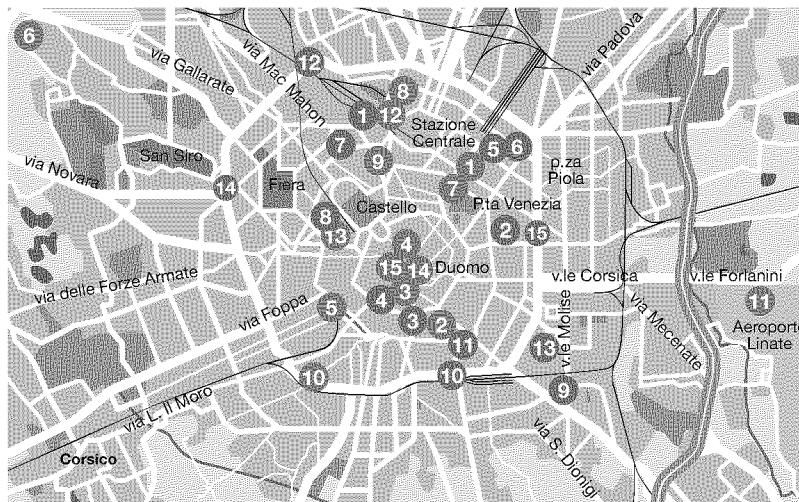 6
via Gallarate
via Mac Mahon
12
8
1
12
via Padova
Stazione
Centrale
7
9
5
6
1
7
via Novara
San Siro
14
Fiera
Castello
p.za
Piola
P.ta Venezia
2
15
8
13
4
15
14
Duomo
3
4
via delle Forze Armate
via Foppa
5
3
2
11
v.le Corsica
v.le Forlanini
11
Aeroporto
Linate
v.le Molise
via Mecenate
13
10
10
9
via L. Il Moro
Corsico
via S. Dionigi